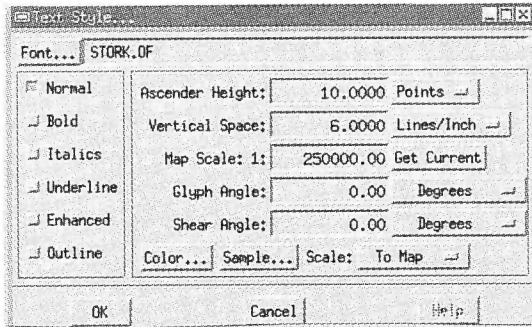 Text Style...
Font... STORK.OF
Normal
Bold
Italics
Underline
Enhanced
Outline
Ascender Height: 10.0000 Points
Vertical Space: 6.0000 Lines/Inch
Map Scale: 1: 250000.00 Get Current
Glyph Angle: 0.00 Degrees
Shear Angle: 0.00 Degrees
Color... Sample... Scale: To Map
OK Cancel Help